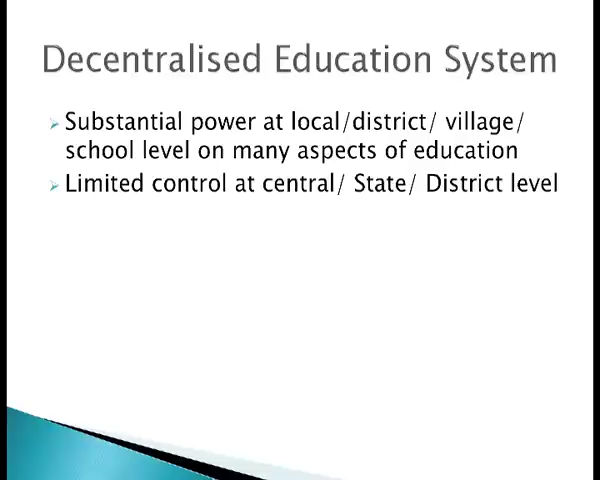 Decentralised Education System
Substantial power at local/district/ village/
school level on many aspects of education
Limited control at central/ State/ District level